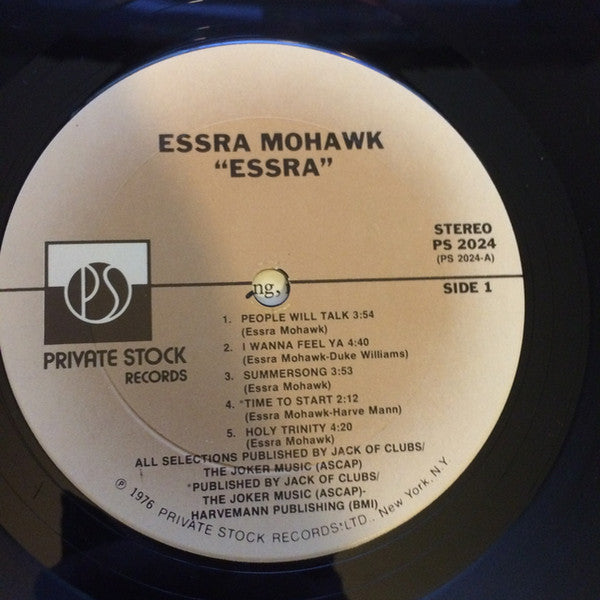 ESSRA MOHAWK
“ESSRA”
STEREO
PS 2024
(PS 2024-A)
SIDE 1
PS
PRIVATE STOCK
RECORDS
ng,
1. PEOPLE WILL TALK 3:54
(Essra Mohawk)
2. I WANNA FEEL YA 4:40
(Essra Mohawk-Duke Williams)
3. SUMMERSONG 3:53
(Essra Mohawk)
4. *TIME TO START 2:12
(Essra Mohawk-Harve Mann)
5. HOLY TRINITY 4:20
(Essra Mohawk)
ALL SELECTIONS PUBLISHED BY JACK OF CLUBS/
THE JOKER MUSIC (ASCAP)
*PUBLISHED BY JACK OF CLUBS/
THE JOKER MUSIC (ASCAP)-
HARVEMANN PUBLISHING (BMI)
℗ 1976 PRIVATE STOCK RECORDS, LTD., New York, N.Y.